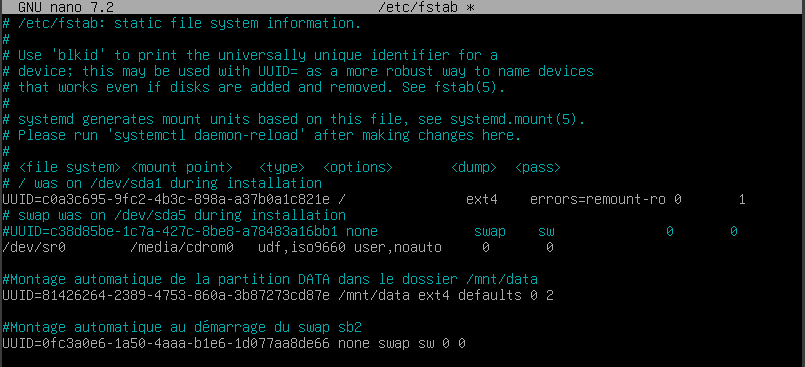 GNU nano 7.2 /etc/fstab *
# /etc/fstab: static file system information.
#
# Use 'blkid' to print the universally unique identifier for a
# device; this may be used with UUID= as a more robust way to name devices
# that works even if disks are added and removed. See fstab(5).
#
# systemd generates mount units based on this file, see systemd.mount(5).
# Please run 'systemctl daemon-reload' after making changes here.
#
# <file system> <mount point>   <type>  <options>       <dump>  <pass>
# / was on /dev/sda1 during installation
UUID=c0a3c695-9fc2-4b3c-898a-a37b0a1c821e /               ext4    errors=remount-ro 0       1
# swap was on /dev/sda5 during installation
#UUID=c38d85be-1c7a-427c-8be8-a78483a16bb1 none            swap    sw              0       0
/dev/sr0        /media/cdrom0   udf,iso9660 user,noauto     0       0
#Montage automatique de la partition DATA dans le dossier /mnt/data
UUID=81426264-2389-4753-860a-3b87273cd87e /mnt/data ext4 defaults 0 2
#Montage automatique au démarrage du swap sb2
UUID=0fc3a0e6-1a50-4aaa-b1e6-1d077aa8de66 none swap sw 0 0